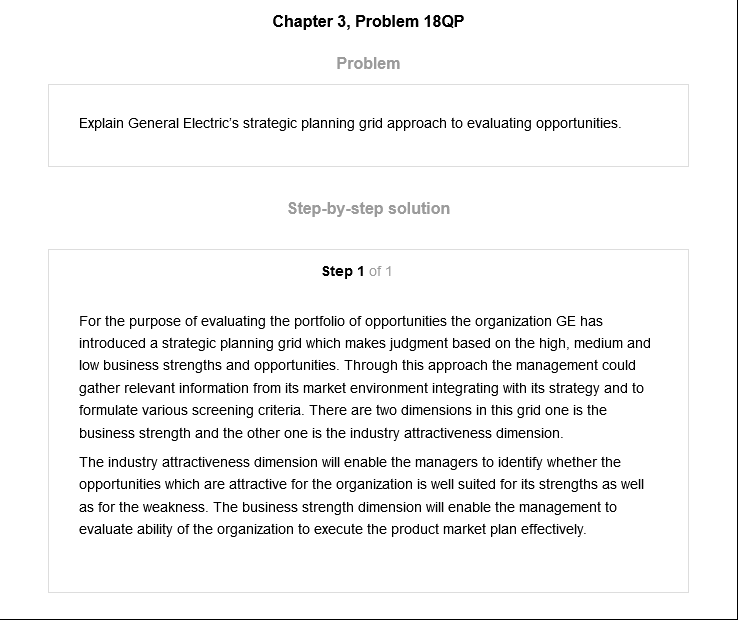 Chapter 3, Problem 18QP
Problem
Explain General Electric's strategic planning grid approach to evaluating opportunities.
Step-by-step solution
Step 1 of 1
For the purpose of evaluating the portfolio of opportunities the organization GE has
introduced a strategic planning grid which makes judgment based on the high, medium and
low business strengths and opportunities. Through this approach the management could
gather relevant information from its market environment integrating with its strategy and to
formulate various screening criteria. There are two dimensions in this grid one is the
business strength and the other one is the industry attractiveness dimension.
The industry attractiveness dimension will enable the managers to identify whether the
opportunities which are attractive for the organization is well suited for its strengths as well
as for the weakness. The business strength dimension will enable the management to
evaluate ability of the organization to execute the product market plan effectively.